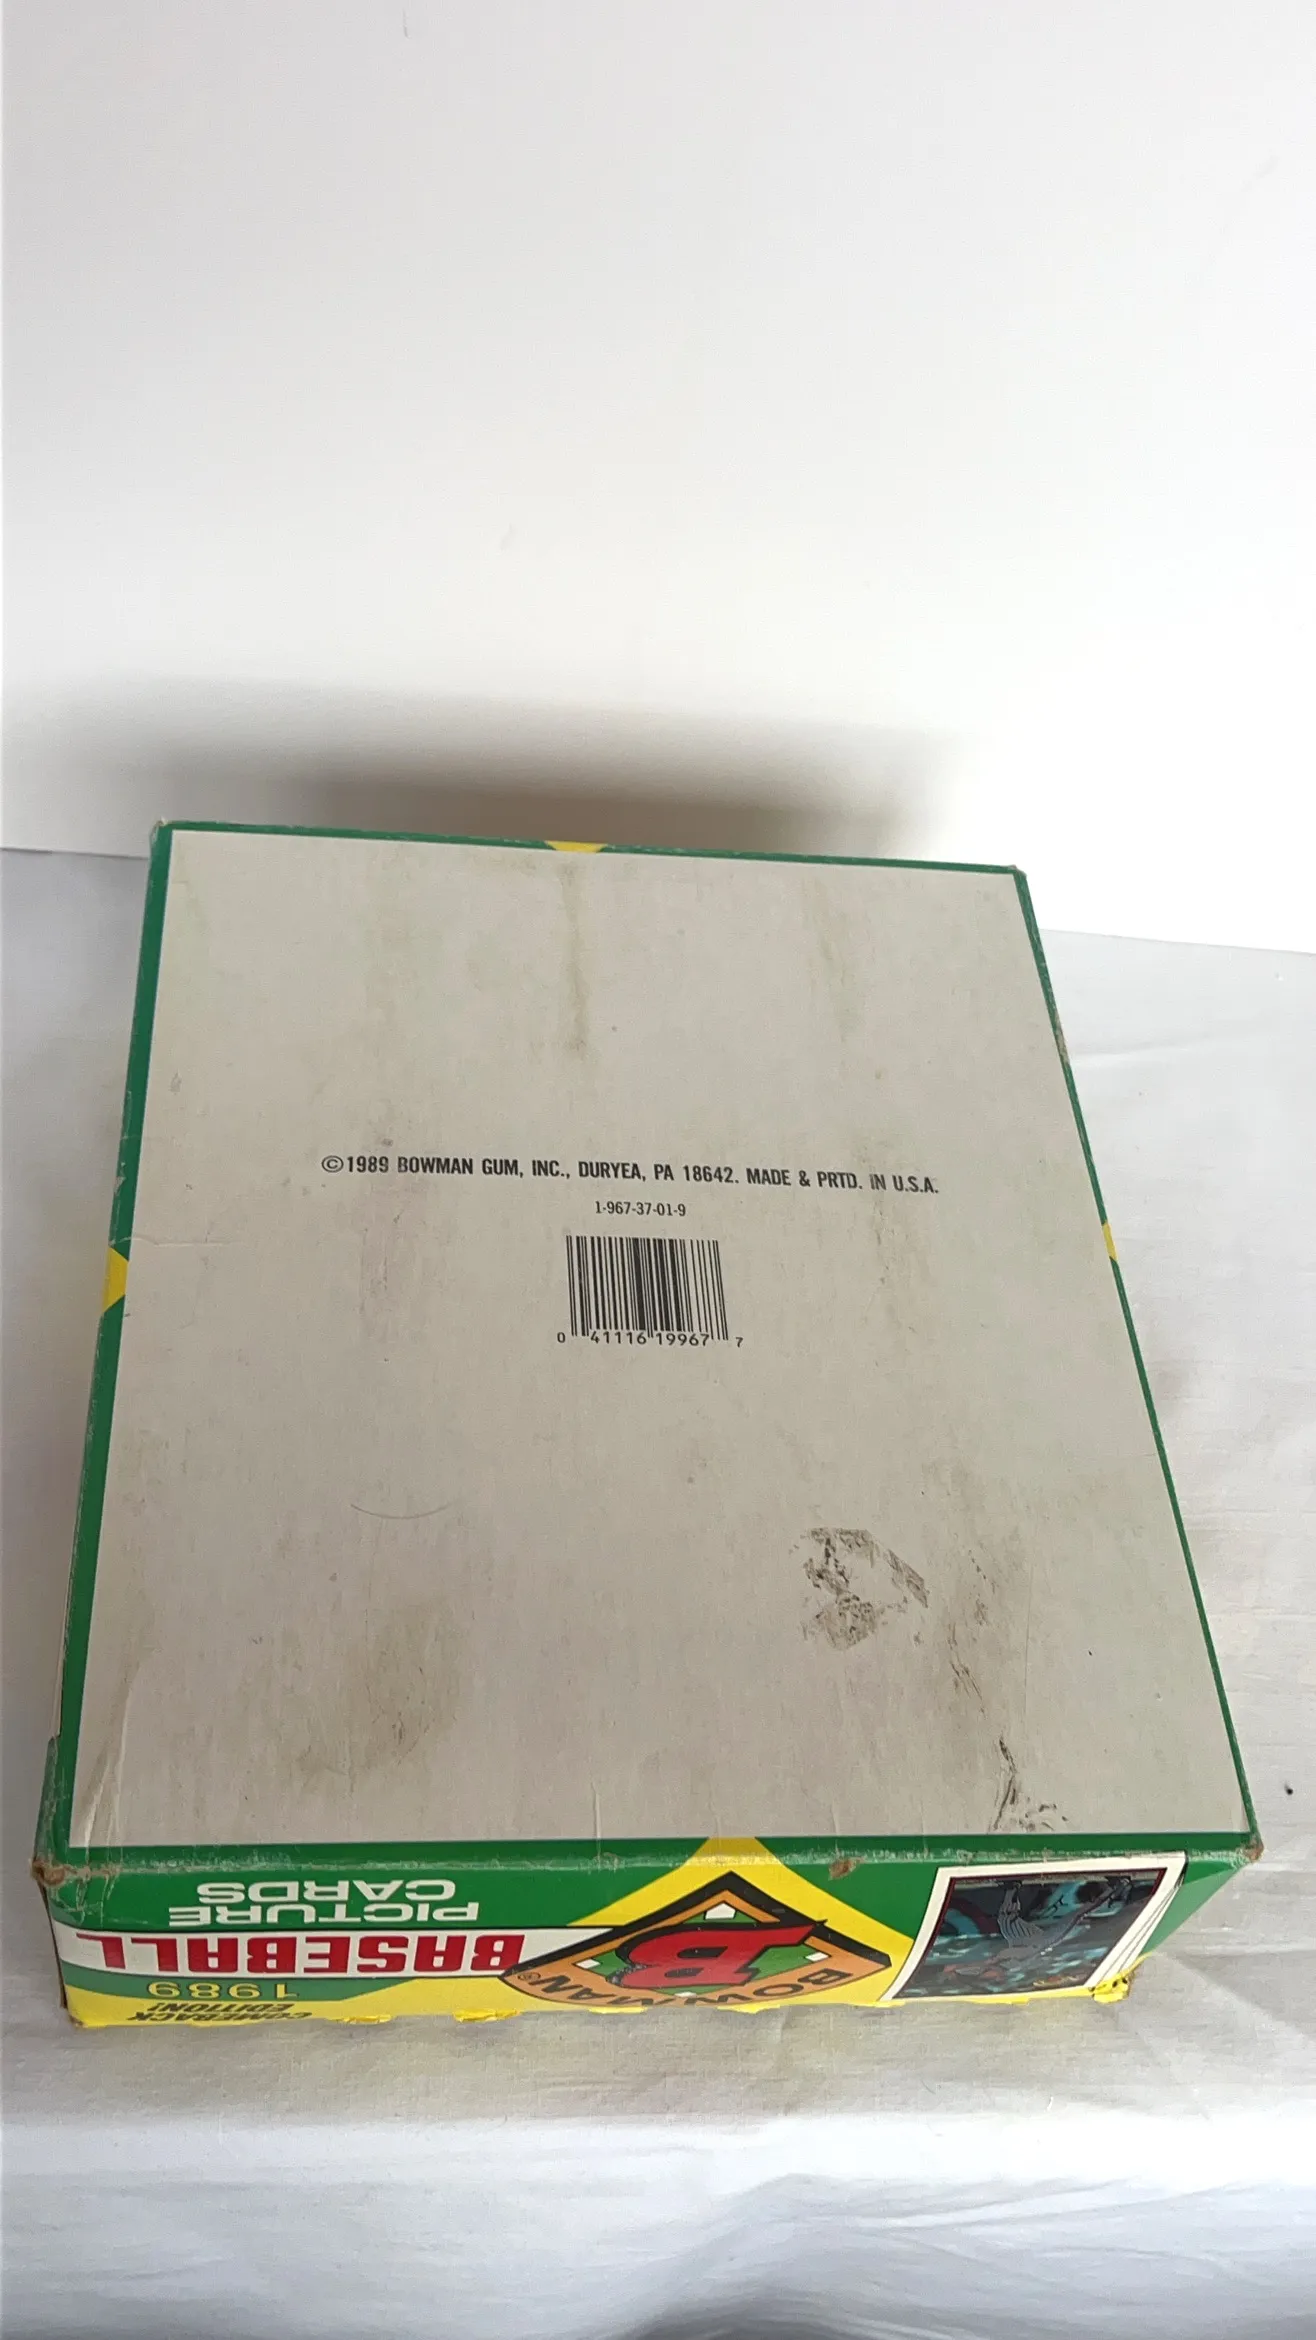 ©1989 BOWMAN GUM, INC., DURYEA, PA 18642. MADE & PRTD. IN U.S.A.
1-967-37-01-9
0 41116 19967 7
COMEBACK
EDITION!
1989
BASEBALL
PICTURE
CARDS
B
BOWMAN®